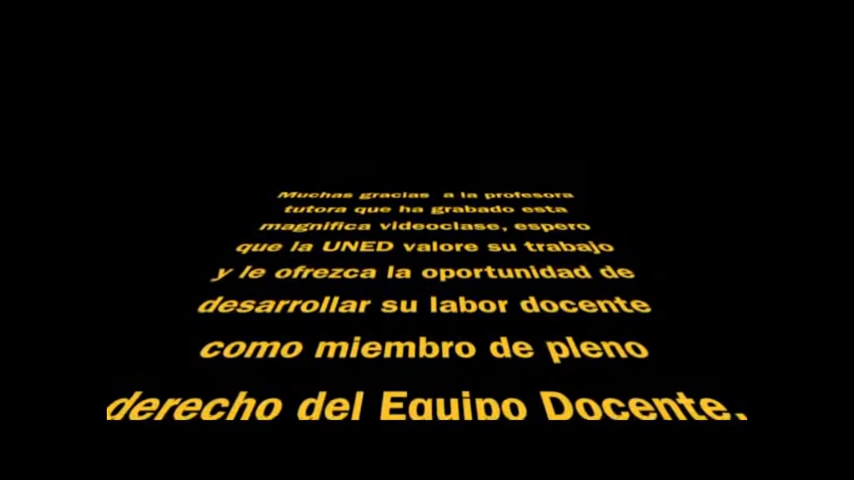 Muchas gracias a la profesora
tutora que ha grabado esta
magnifica videoclase, espero
que la UNED valore su trabajo
y le ofrezca la oportunidad de
desarrollar su labor docente
como miembro de pleno
derecho del Equipo Docente.